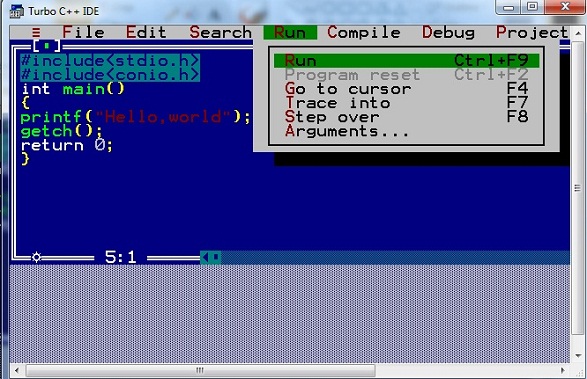 Turbo C++ IDE
≡ File Edit Search Run Compile Debug Project
#include<stdio.h>
#include<conio.h>
int main()
{
printf("Hello,world");
getch();
return 0;
}
Run Ctrl+F9
Program reset Ctrl+F2
Go to cursor F4
Trace into F7
Step over F8
Arguments...
5:1